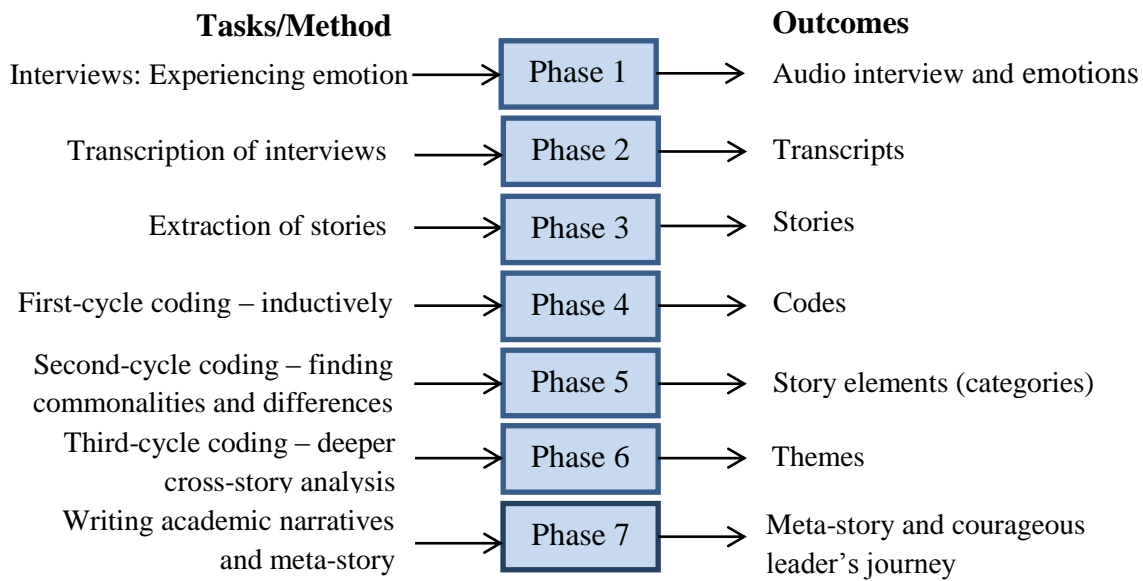 Tasks/Method
Outcomes
Interviews: Experiencing emotion
Phase 1
Audio interview and emotions
Transcription of interviews
Phase 2
Transcripts
Extraction of stories
Phase 3
Stories
First-cycle coding – inductively
Phase 4
Codes
Second-cycle coding – finding
commonalities and differences
Phase 5
Story elements (categories)
Third-cycle coding – deeper
cross-story analysis
Phase 6
Themes
Writing academic narratives
and meta-story
Phase 7
Meta-story and courageous
leader’s journey